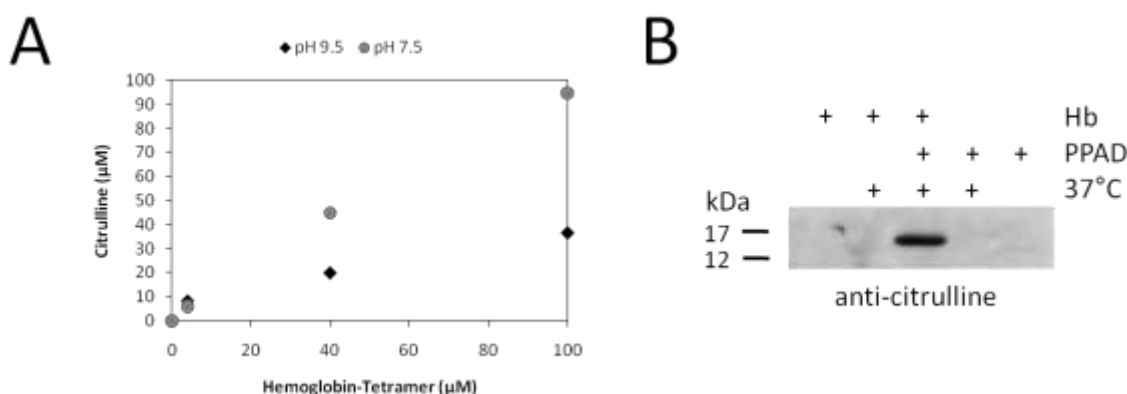 A
◆ pH 9.5 ● pH 7.5
100
90
80
70
60
50
40
30
20
10
0
Citrulline (µM)
0 20 40 60 80 100
Hemoglobin-Tetramer (µM)
B
+ + + Hb
+ + + PPAD
+ + + 37°C
kDa
17
12
anti-citrulline